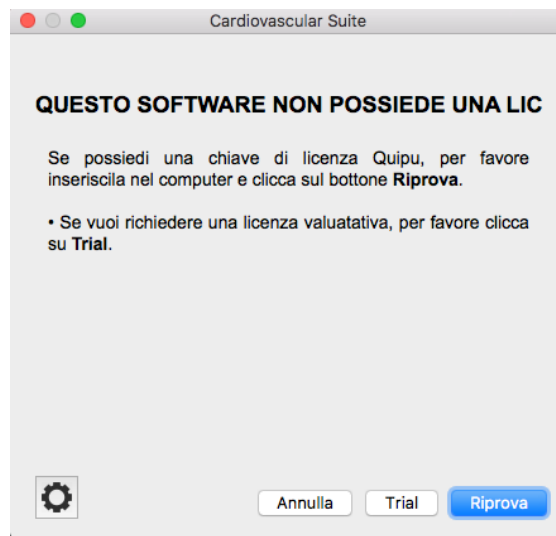 Cardiovascular Suite
QUESTO SOFTWARE NON POSSIEDE UNA LIC
Se possiedi una chiave di licenza Quipu, per favore
inseriscila nel computer e clicca sul bottone Riprova.
• Se vuoi richiedere una licenza valuatativa, per favore clicca
su Trial.
Annulla Trial Riprova